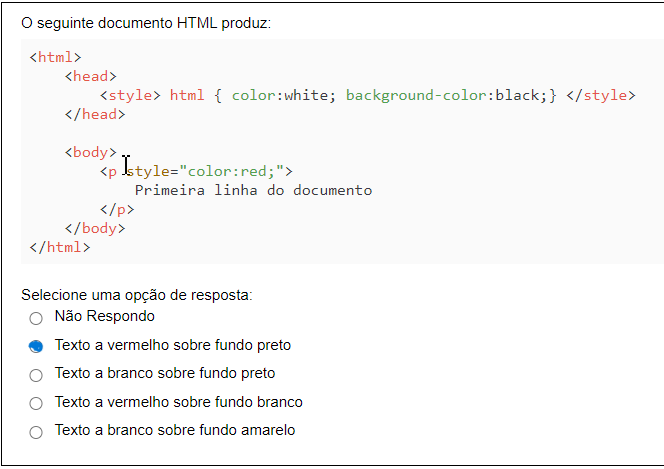 O seguinte documento HTML produz:
<html>
<head>
<style> html { color:white; background-color:black;} </style>
</head>
<body>
<p style="color:red;">
Primeira linha do documento
</p>
</body>
</html>
Selecione uma opção de resposta:
Não Respondo
Texto a vermelho sobre fundo preto
Texto a branco sobre fundo preto
Texto a vermelho sobre fundo branco
Texto a branco sobre fundo amarelo